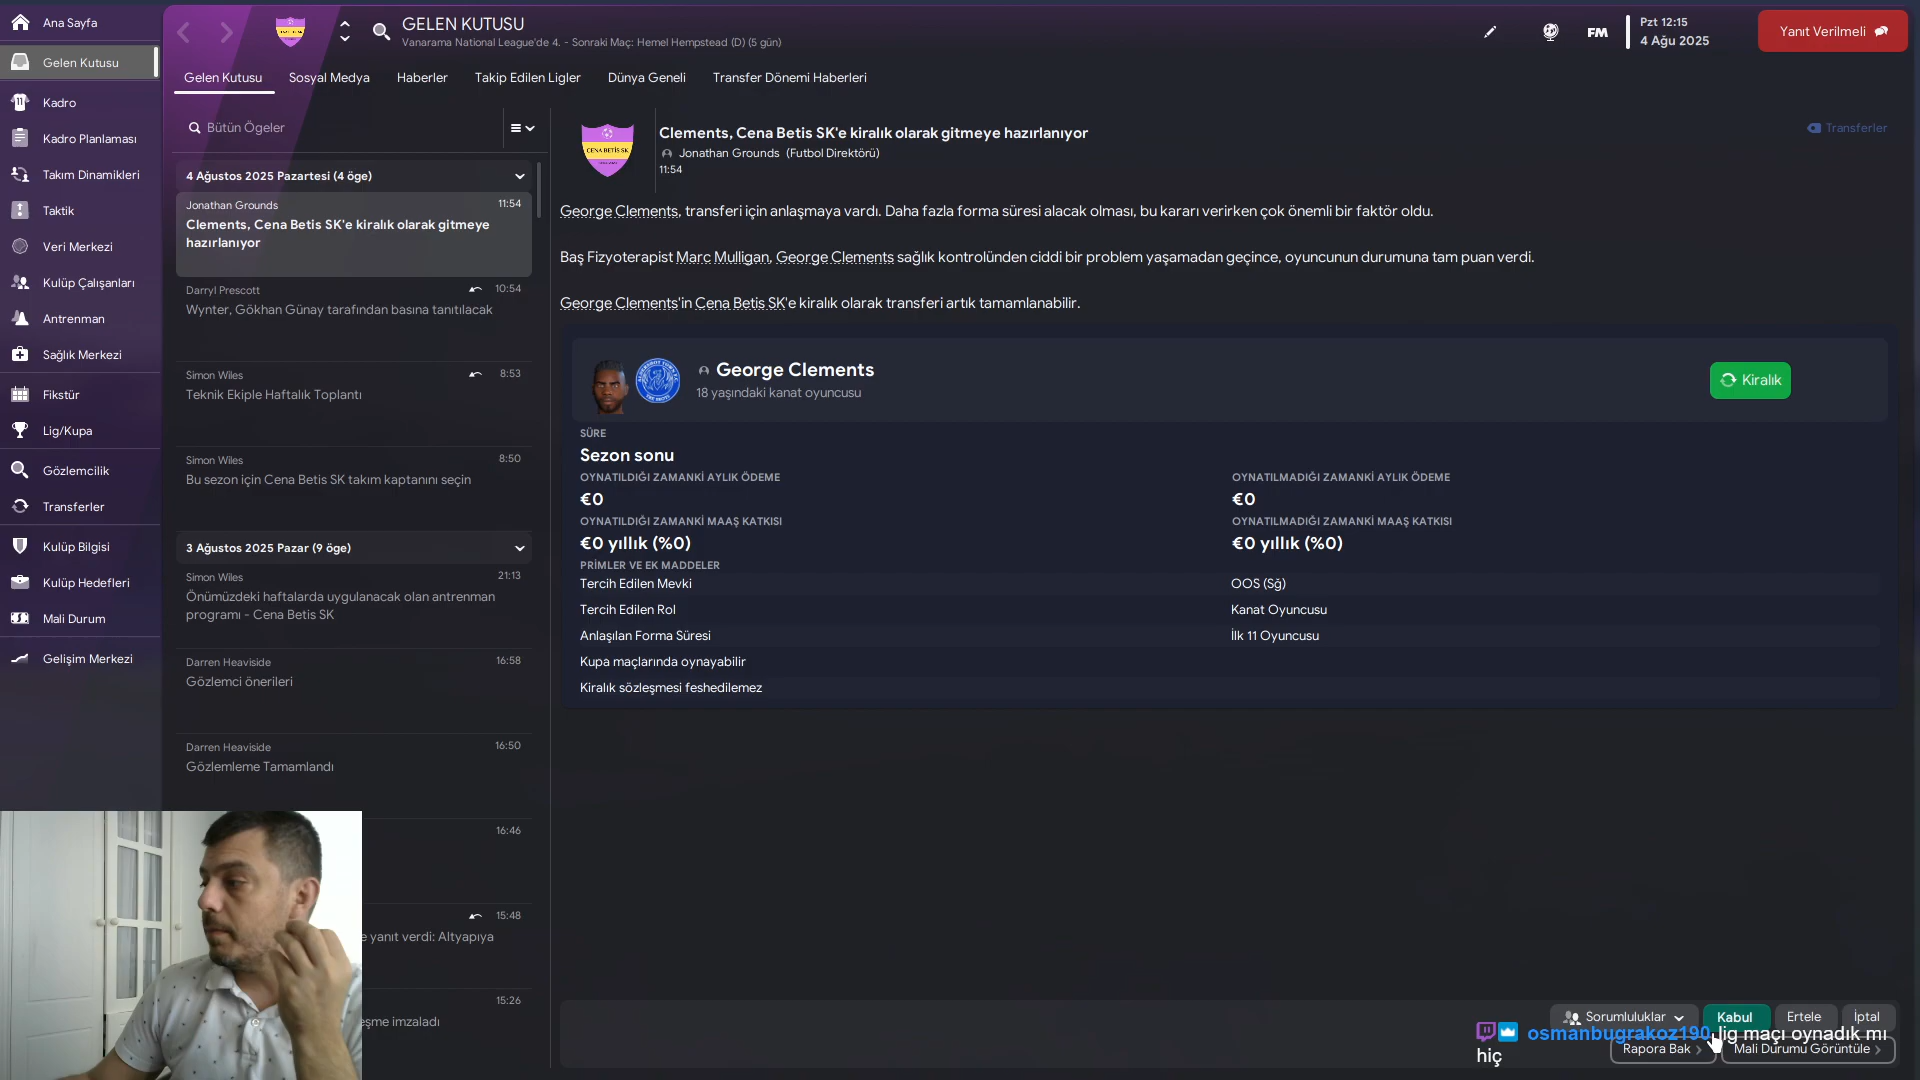 Ana Sayfa
Gelen Kutusu
Kadro
Kadro Planlaması
Takım Dinamikleri
Taktik
Veri Merkezi
Kulüp Çalışanları
Antrenman
Sağlık Merkezi
Fikstür
Lig/Kupa
Gözlemcilik
Transferler
Kulüp Bilgisi
Kulüp Hedefleri
Mali Durum
Gelişim Merkezi
GELEN KUTUSU
Vanarama National League'de 4. - Sonraki Maç: Hemel Hempstead (D) (5 gün)
FM
Pzt 12:15
4 Ağu 2025
Yanıt Verilmeli
Gelen Kutusu
Sosyal Medya
Haberler
Takip Edilen Ligler
Dünya Geneli
Transfer Dönemi Haberleri
Bütün Ögeler
4 Ağustos 2025 Pazartesi (4 öge)
Jonathan Grounds 11:54
Clements, Cena Betis SK'e kiralık olarak gitmeye
hazırlanıyor
Darryl Prescott 10:54
Wynter, Gökhan Günay tarafından basına tanıtılacak
Simon Wiles 8:53
Teknik Ekiple Haftalık Toplantı
Simon Wiles 8:50
Bu sezon için Cena Betis SK takım kaptanını seçin
3 Ağustos 2025 Pazar (9 öge)
Simon Wiles 21:13
Önümüzdeki haftalarda uygulanacak olan antrenman
programı - Cena Betis SK
Darren Heaviside 16:58
Gözlemci önerileri
Darren Heaviside 16:50
Gözlemleme Tamamlandı
16:46
15:48
e yanıt verdi: Altyapıya
15:26
eşme imzaladı
CENA BETİS SK
Clements, Cena Betis SK'e kiralık olarak gitmeye hazırlanıyor
Jonathan Grounds (Futbol Direktörü)
11:54
Transferler
George Clements, transferi için anlaşmaya vardı. Daha fazla forma süresi alacak olması, bu kararı verirken çok önemli bir faktör oldu.
Baş Fizyoterapist Marc Mulligan, George Clements sağlık kontrolünden ciddi bir problem yaşamadan geçince, oyuncunun durumuna tam puan verdi.
George Clements'in Cena Betis SK'e kiralık olarak transferi artık tamamlanabilir.
George Clements
18 yaşındaki kanat oyuncusu
Kiralık
SÜRE
Sezon sonu
OYNATILDIĞI ZAMANKİ AYLIK ÖDEME
€0
OYNATILMADIĞI ZAMANKİ AYLIK ÖDEME
€0
OYNATILDIĞI ZAMANKİ MAAŞ KATKISI
€0 yıllık (%0)
OYNATILMADIĞI ZAMANKİ MAAŞ KATKISI
€0 yıllık (%0)
PRİMLER VE EK MADDELER
Tercih Edilen Mevki OOS (Sğ)
Tercih Edilen Rol Kanat Oyuncusu
Anlaşılan Forma Süresi İlk 11 Oyuncusu
Kupa maçlarında oynayabilir
Kiralık sözleşmesi feshedilemez
Sorumluluklar
Kabul
Ertele
İptal
osmanbugrakoz190 lig maçı oynadık mı
hiç
Rapora Bak
Mali Durumu Görüntüle